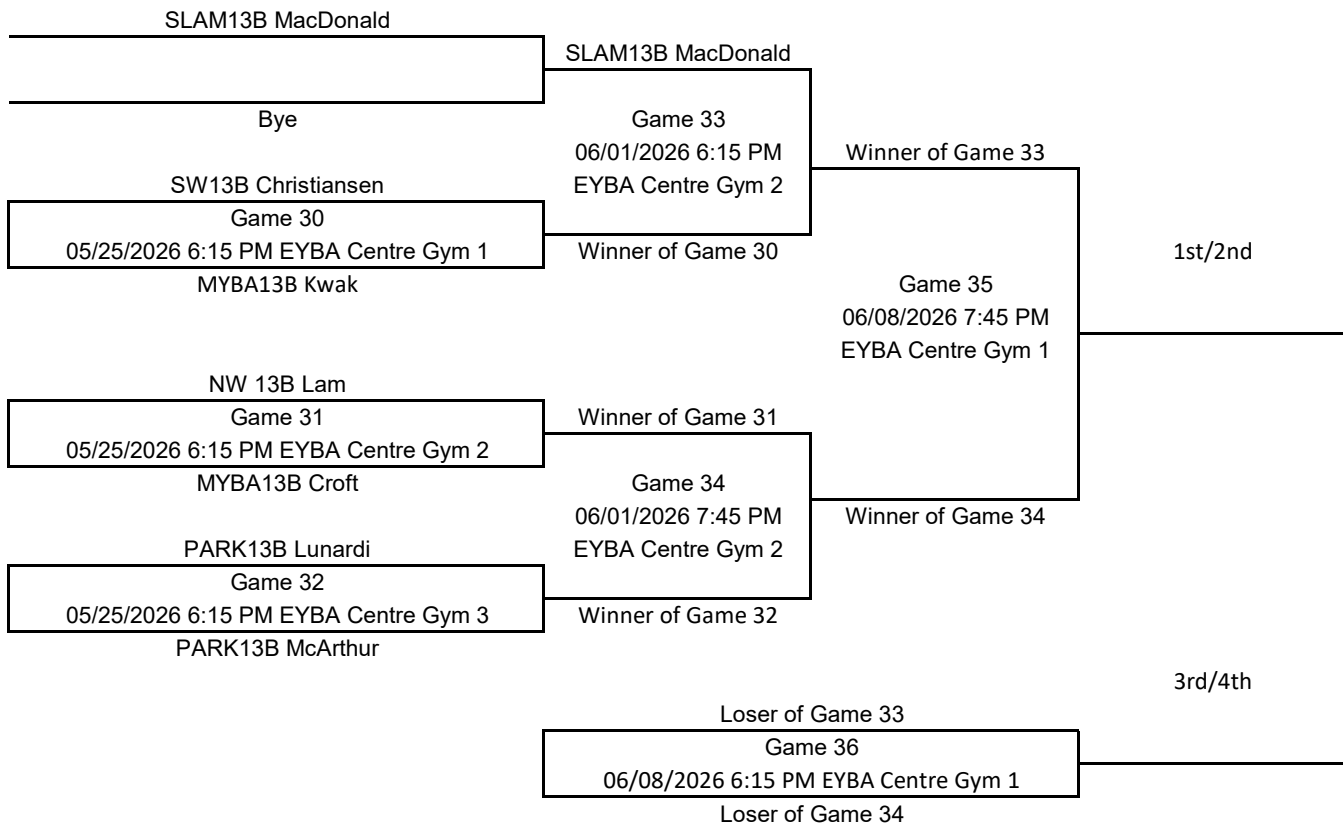 SLAM13B MacDonald
Bye
SW13B Christiansen
Game 30
05/25/2026 6:15 PM EYBA Centre Gym 1
MYBA13B Kwak
NW 13B Lam
Game 31
05/25/2026 6:15 PM EYBA Centre Gym 2
MYBA13B Croft
PARK13B Lunardi
Game 32
05/25/2026 6:15 PM EYBA Centre Gym 3
PARK13B McArthur
SLAM13B MacDonald
Game 33
06/01/2026 6:15 PM
EYBA Centre Gym 2
Winner of Game 30
Winner of Game 31
Game 34
06/01/2026 7:45 PM
EYBA Centre Gym 2
Winner of Game 32
Winner of Game 33
Game 35
06/08/2026 7:45 PM
EYBA Centre Gym 1
Winner of Game 34
1st/2nd
Loser of Game 33
Game 36
06/08/2026 6:15 PM EYBA Centre Gym 1
Loser of Game 34
3rd/4th